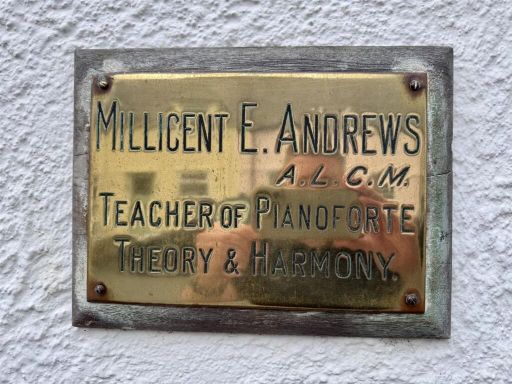 MILLICENT E. ANDREWS
A.L.C.M.
TEACHER OF PIANOFORTE
THEORY & HARMONY.